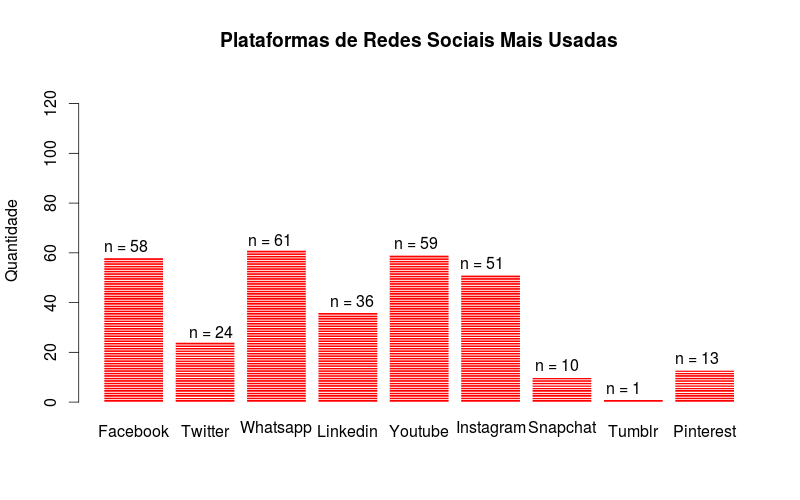 Plataformas de Redes Sociais Mais Usadas
Quantidade
120
100
80
60
40
20
0
n = 58
n = 24
n = 61
n = 36
n = 59
n = 51
n = 10
n = 1
n = 13
Facebook
Twitter
Whatsapp
Linkedin
Youtube
Instagram
Snapchat
Tumblr
Pinterest